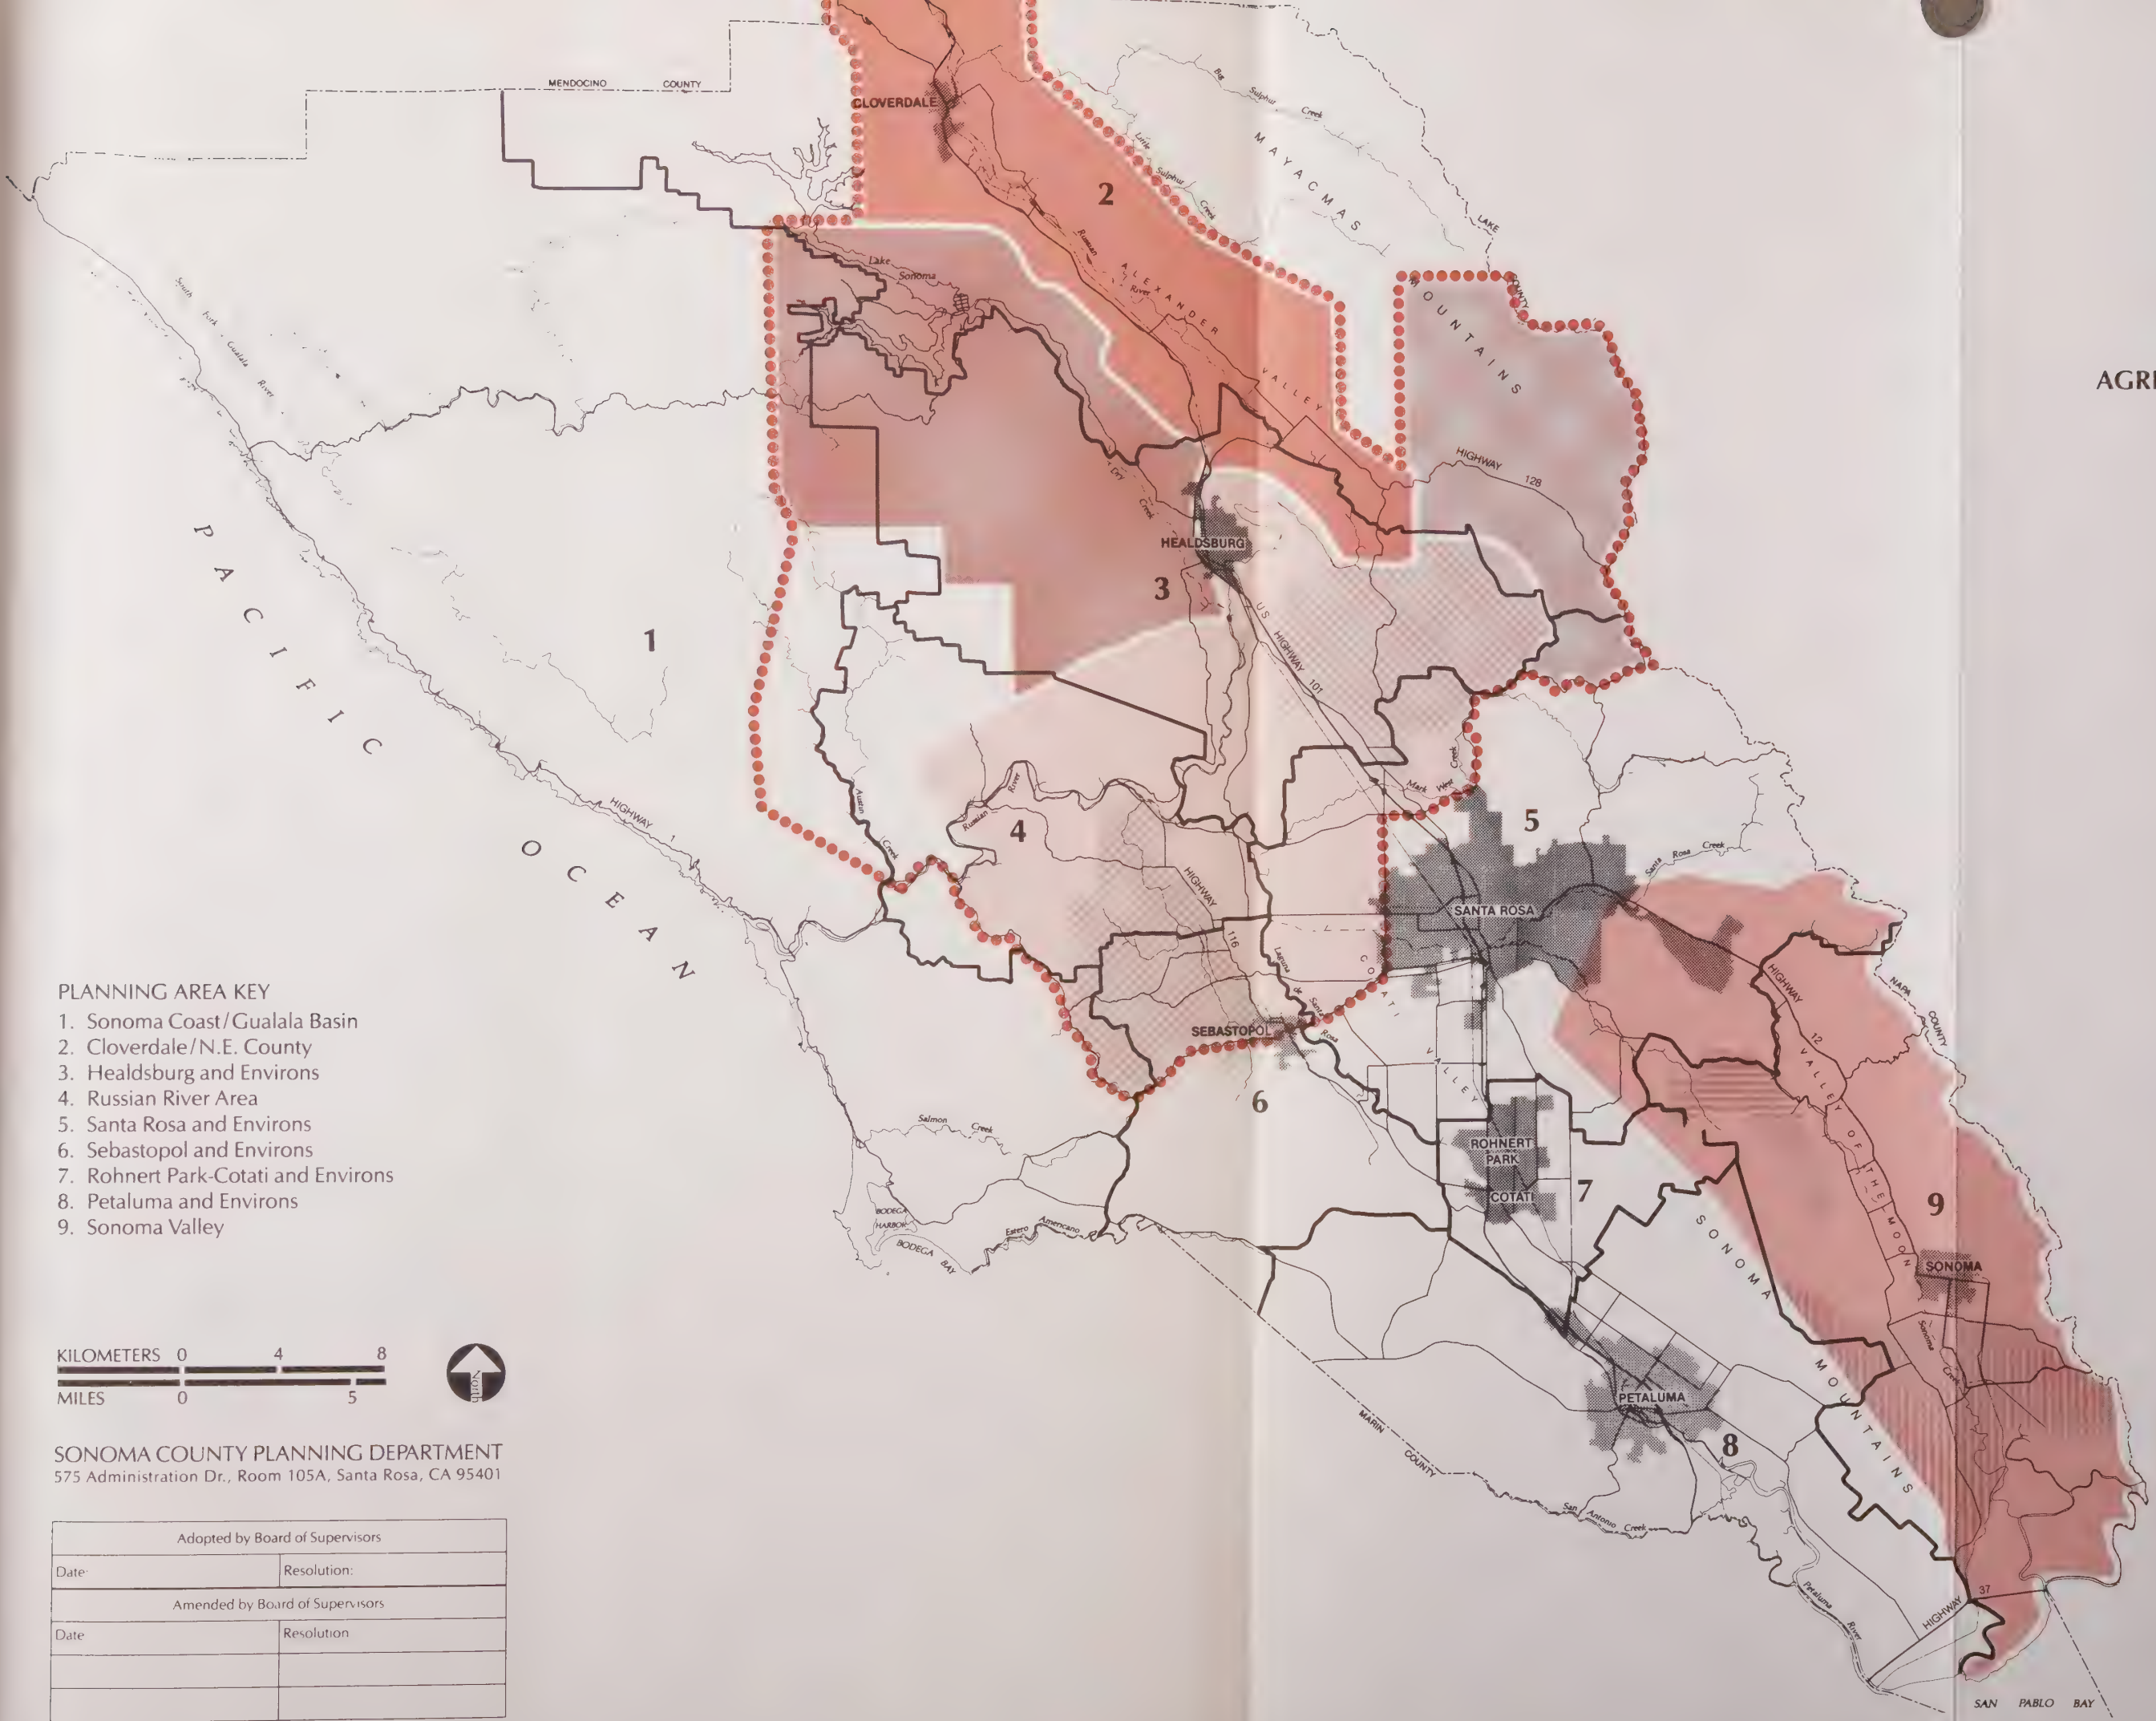 MENDOCINO COUNTY
CLOVERDALE
Big Sulphur Creek
Little Sulphur Creek
MAYACMAS
LAKE
COUNTY
MOUNTAINS
2
Russian
River
ALEXANDER
VALLEY
Lake Sonoma
South Fork Gualala River
AGRI
HIGHWAY 128
Dry Creek
HEALDSBURG
3
1
US HIGHWAY 101
PACIFIC
OCEAN
HIGHWAY 1
Austin Creek
Russian River
4
Mark West Creek
5
HIGHWAY
116
Santa Rosa Creek
SANTA ROSA
Laguna de Santa Rosa
COTATI
VALLEY
SEBASTOPOL
6
HIGHWAY
12
NAPA
COUNTY
VALLEY OF THE MOON
PLANNING AREA KEY
1. Sonoma Coast/Gualala Basin
2. Cloverdale/N.E. County
3. Healdsburg and Environs
4. Russian River Area
5. Santa Rosa and Environs
6. Sebastopol and Environs
7. Rohnert Park-Cotati and Environs
8. Petaluma and Environs
9. Sonoma Valley
Salmon Creek
ROHNERT
PARK
COTATI
7
9
BODEGA
HARBOR
BODEGA
BAY
Estero Americano
SONOMA
MOUNTAINS
SONOMA
Sonoma Creek
PETALUMA
8
MARIN
COUNTY
San Antonio Creek
Petaluma River
HIGHWAY
37
SAN PABLO BAY
KILOMETERS 0 4 8
MILES 0 5
North
SONOMA COUNTY PLANNING DEPARTMENT
575 Administration Dr., Room 105A, Santa Rosa, CA 95401
Adopted by Board of Supervisors
Date: Resolution:
Amended by Board of Supervisors
Date Resolution